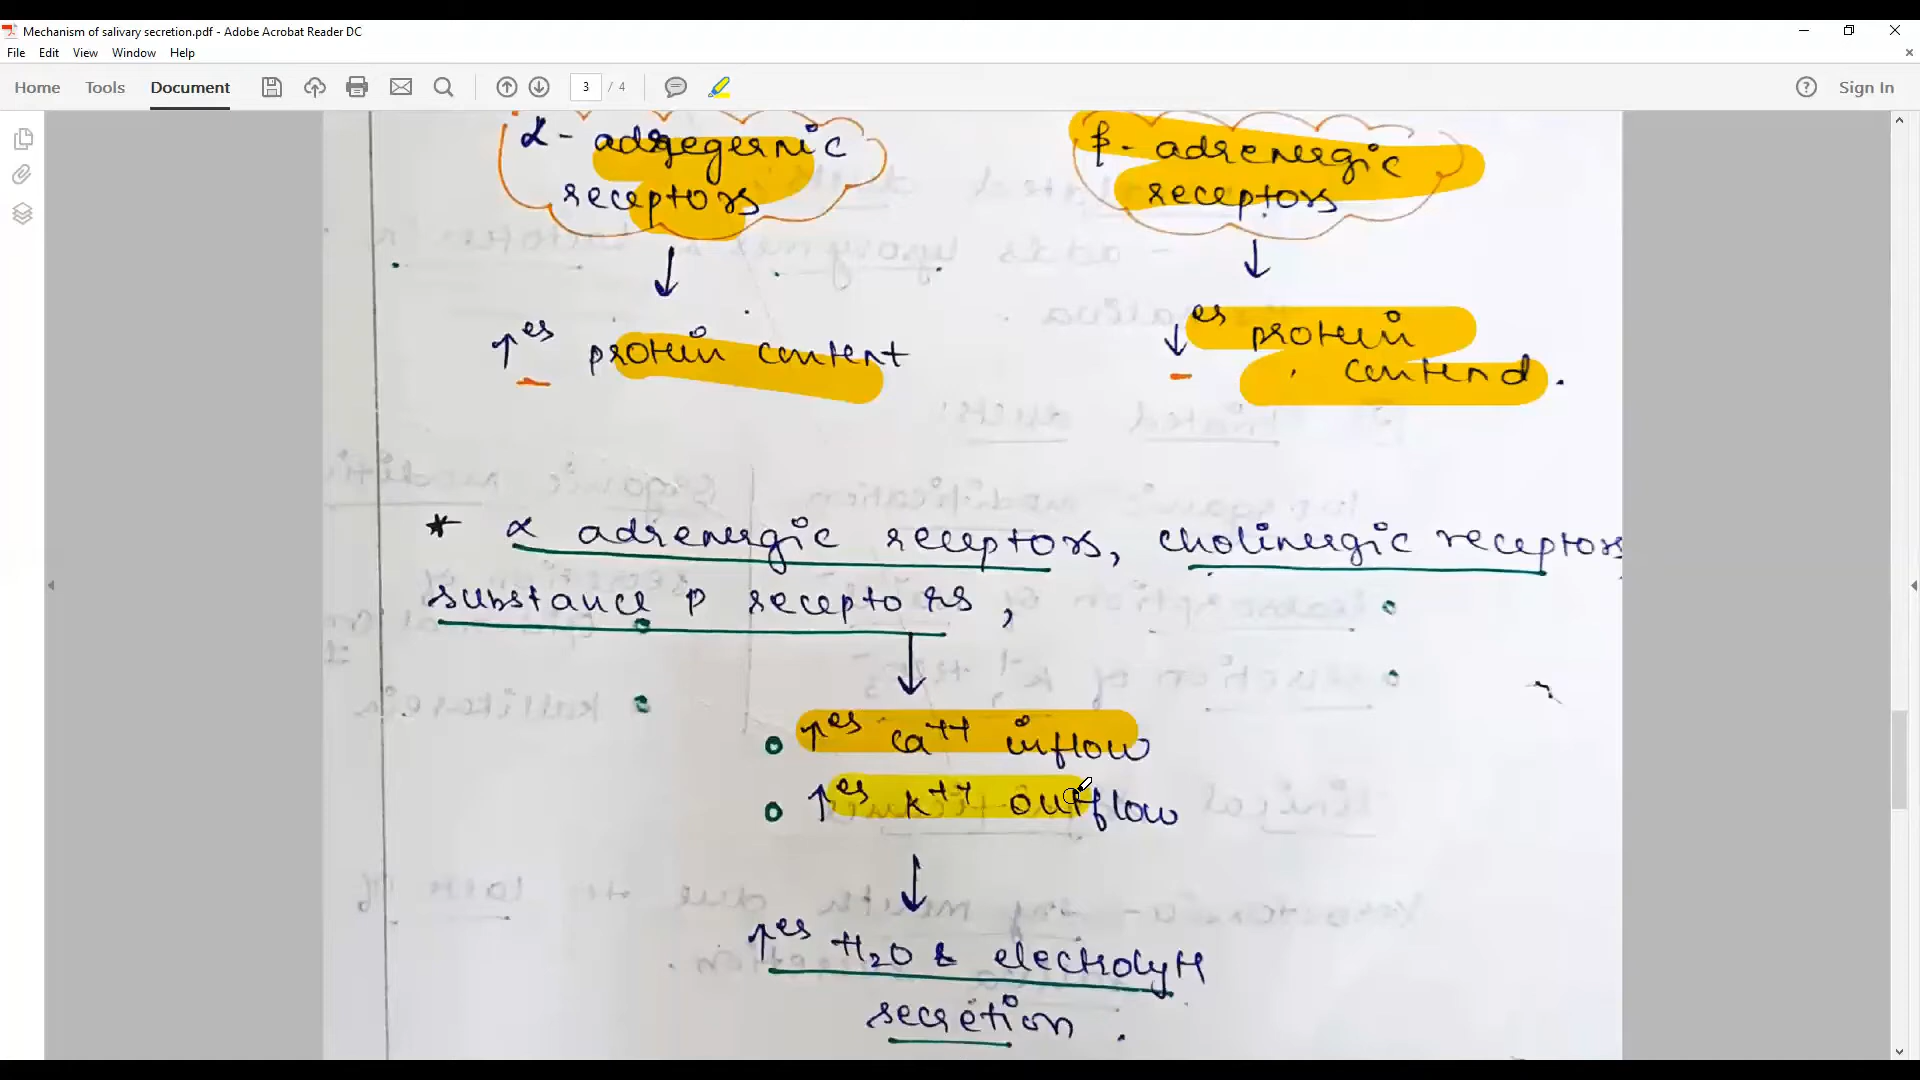 Mechanism of salivary secretion.pdf - Adobe Acrobat Reader DC
File Edit View Window Help
Home Tools Document 3 / 4 Sign In
α - adregernic
receptors
β - adrenergic
receptors
↓
↓
↑es protein content
↓es protein
contend.
* α adrenergic receptors, cholinergic receptors
substance p receptors,
↓
↑es ca++ inflow
↑es k++ outflow
↓
↑es H2O & electrolyt
secretion.